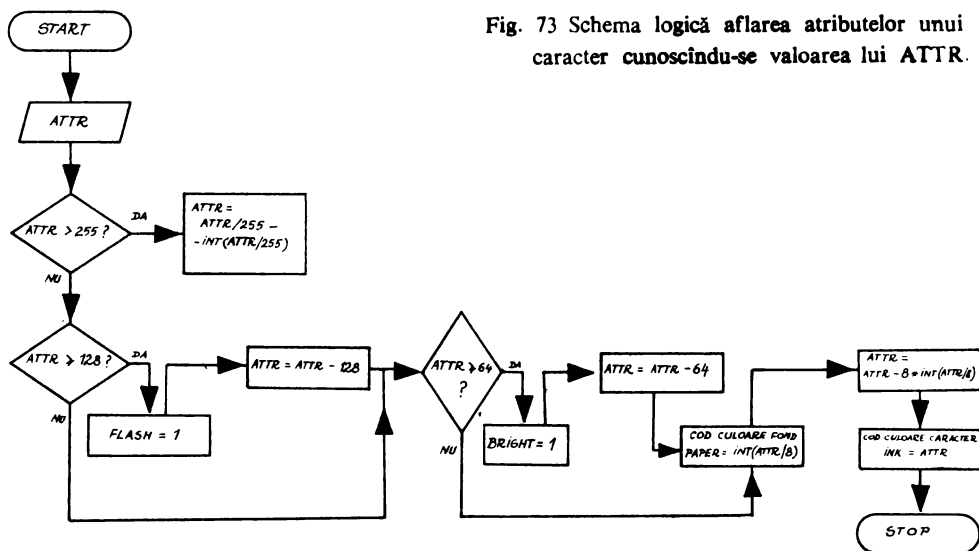 Fig. 73 Schema logică aflarea atributelor unui
caracter cunoscîndu-se valoarea lui ATTR.
START
ATTR
ATTR > 255 ?
DA
NU
ATTR =
ATTR/255 –
– INT(ATTR/255)
ATTR ≥ 128 ?
DA
NU
FLASH = 1
ATTR = ATTR – 128
ATTR ≥ 64
?
DA
NU
BRIGHT = 1
ATTR = ATTR – 64
COD CULOARE FOND
PAPER = INT(ATTR/8)
ATTR =
ATTR – 8 * INT(ATTR/8)
COD CULOARE CARACTER
INK = ATTR
STOP